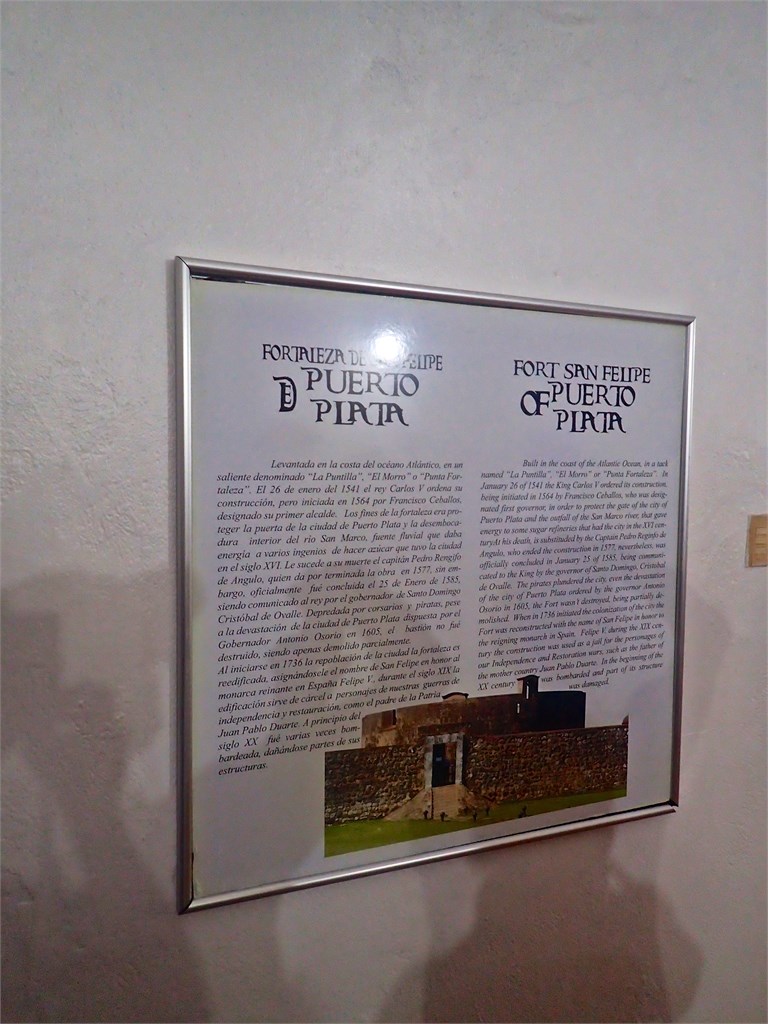 FORTALEZA DE FELIPE
DE PUERTO
PLATA
Levantada en la costa del océano Atlántico, en un
saliente denominado "La Puntilla", "El Morro" o "Punta For-
taleza". El 26 de enero del 1541 el rey Carlos V ordena su
construcción, pero iniciada en 1564 por Francisco Ceballos,
designado su primer alcalde. Los fines de la fortaleza era pro-
teger la puerta de la ciudad de Puerto Plata y la desemboca-
dura interior del río San Marco, fuente fluvial que daba
energía a varios ingenios de hacer azúcar que tuvo la ciudad
en el siglo XVI. Le sucede a su muerte el capitán Pedro Rengifo
de Angulo, quien da por terminada la obra en 1577, sin em-
bargo, oficialmente fué concluida el 25 de Enero de 1585,
siendo comunicado al rey por el gobernador de Santo Domingo
Cristóbal de Ovalle. Depredada por corsarios y piratas, pese
a la devastación de la ciudad de Puerto Plata dispuesta por el
Gobernador Antonio Osorio en 1605, el bastión no fué
destruido, siendo apenas demolido parcialmente.
Al iniciarse en 1736 la repoblación de la ciudad la fortaleza es
reedificada, asignándoscle el nombre de San Felipe en honor al
monarca reinante en España Felipe V, durante el siglo XIX la
edificación sirve de cárcel a personajes de nuestras guerras de
independencia y restauración, como el padre de la Patria
Juan Pablo Duarte. A principio del
siglo XX fué varias veces bom-
bardeada, dañándose partes de sus
estructuras.
FORT SAN FELIPE
OF PUERTO
PLATA
Built in the coast of the Atlantic Ocean, in a tack
named "La Puntilla", "El Morro" or "Punta Fortaleza". In
January 26 of 1541 the King Carlos V ordered its construction,
being initiated in 1564 by Francisco Ceballos, who was desig-
nated first governor, in order to protect the gate of the city of
Puerto Plata and the outfall of the San Marco river, that gave
energy to some sugar refineries that had the city in the XVI cen-
turyAt his death, is substituted by the Captain Pedro Regnifo de
Angulo, who ended the construction in 1577, nevertheless, was
officially concluded in January 25 of 1585, being communi-
cated to the King by the governor of Santo Domingo, Cristobal
de Ovalle. The pirates plundered the city, even the devastation
of the city of Puerto Plata ordered by the governor Antonio
Osorio in 1605, the Fort wasn't destroyed, being partially de-
molished. When in 1736 initiated the colonization of the city the
Fort was reconstructed with the name of San Felipe in honor to
the reigning monarch in Spain, Felipe V, during the XIX cen-
tury the construction was used as a jail for the personages of
our Independence and Restoration wars, such as the father of
the mother country Juan Pablo Duarte. In the beginning of the
XX century was bombarded and part of its structure
was damaged.